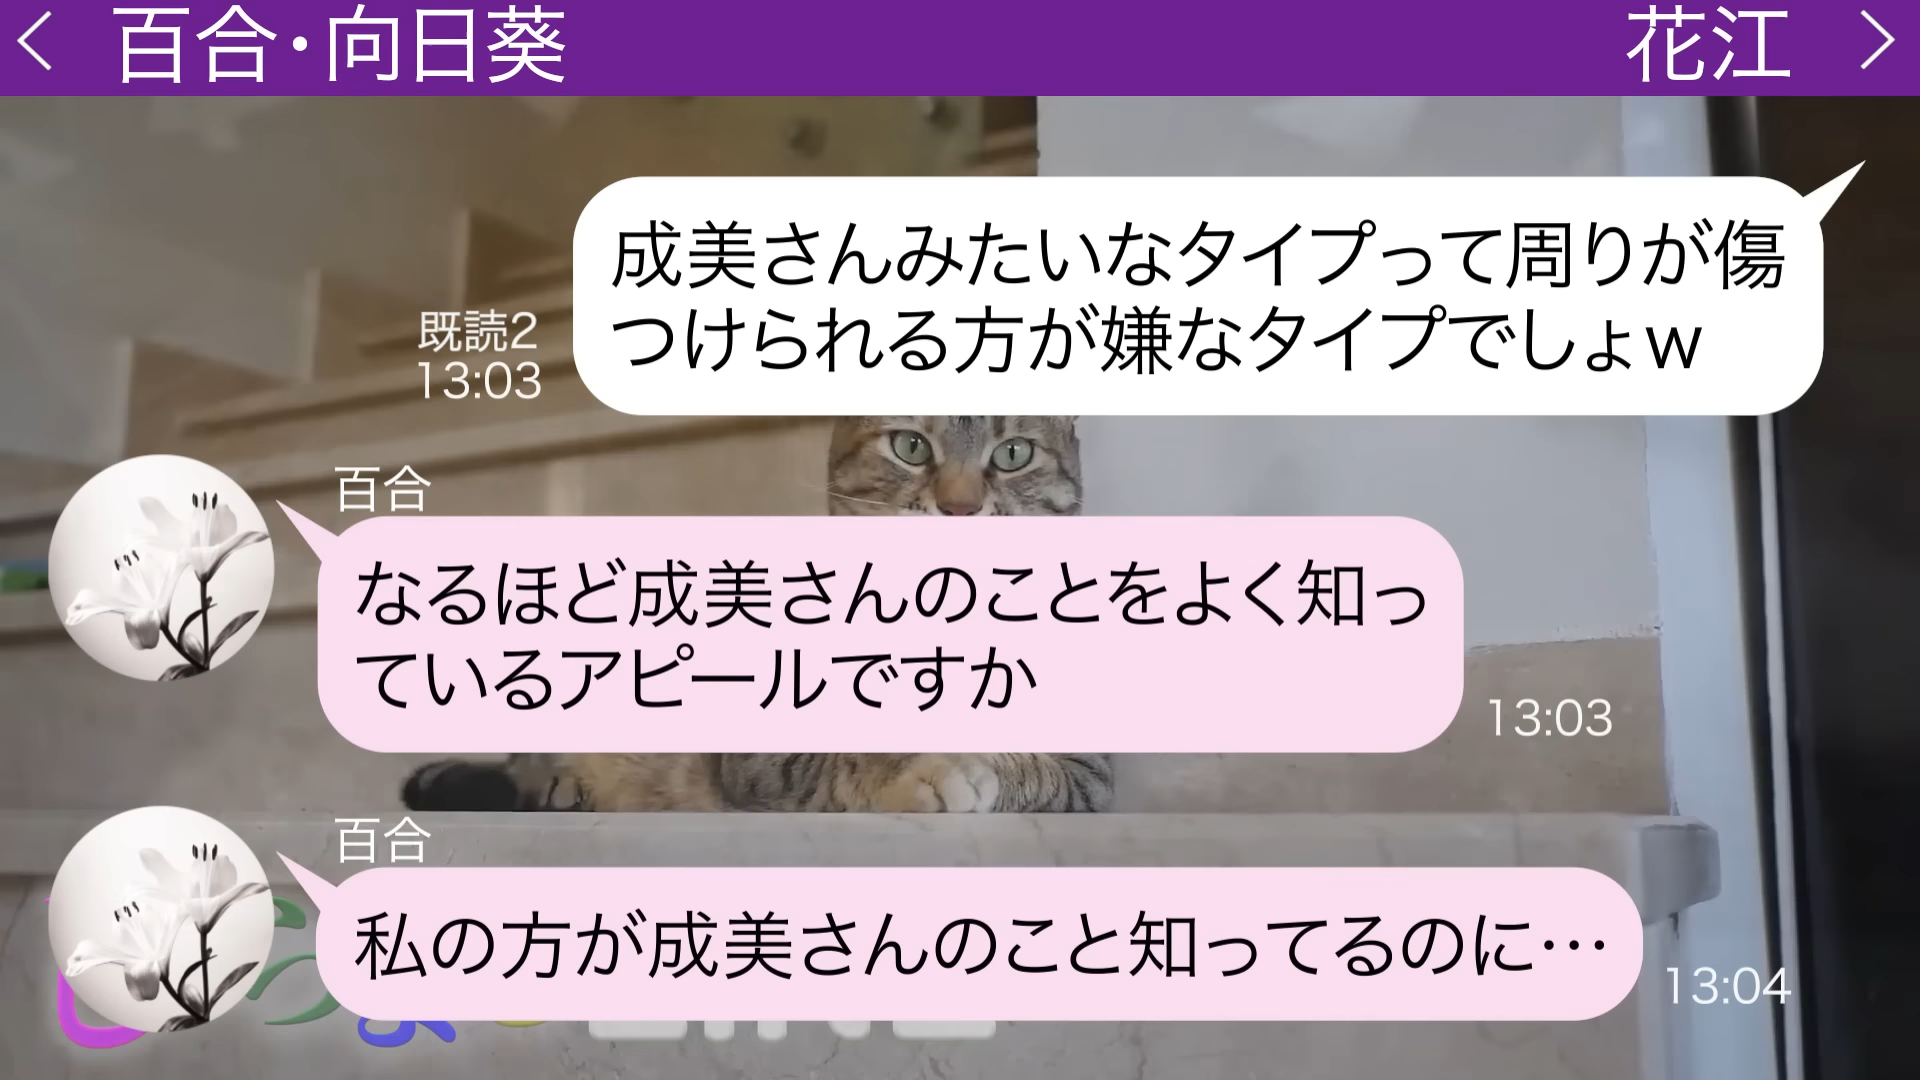 百合・向日葵
花江
成美さんみたいなタイプって周りが傷
つけられる方が嫌なタイプでしょw
既読2
13:03
百合
なるほど成美さんのことをよく知っ
ているアピールですか
13:03
百合
私の方が成美さんのこと知ってるのに…
13:04